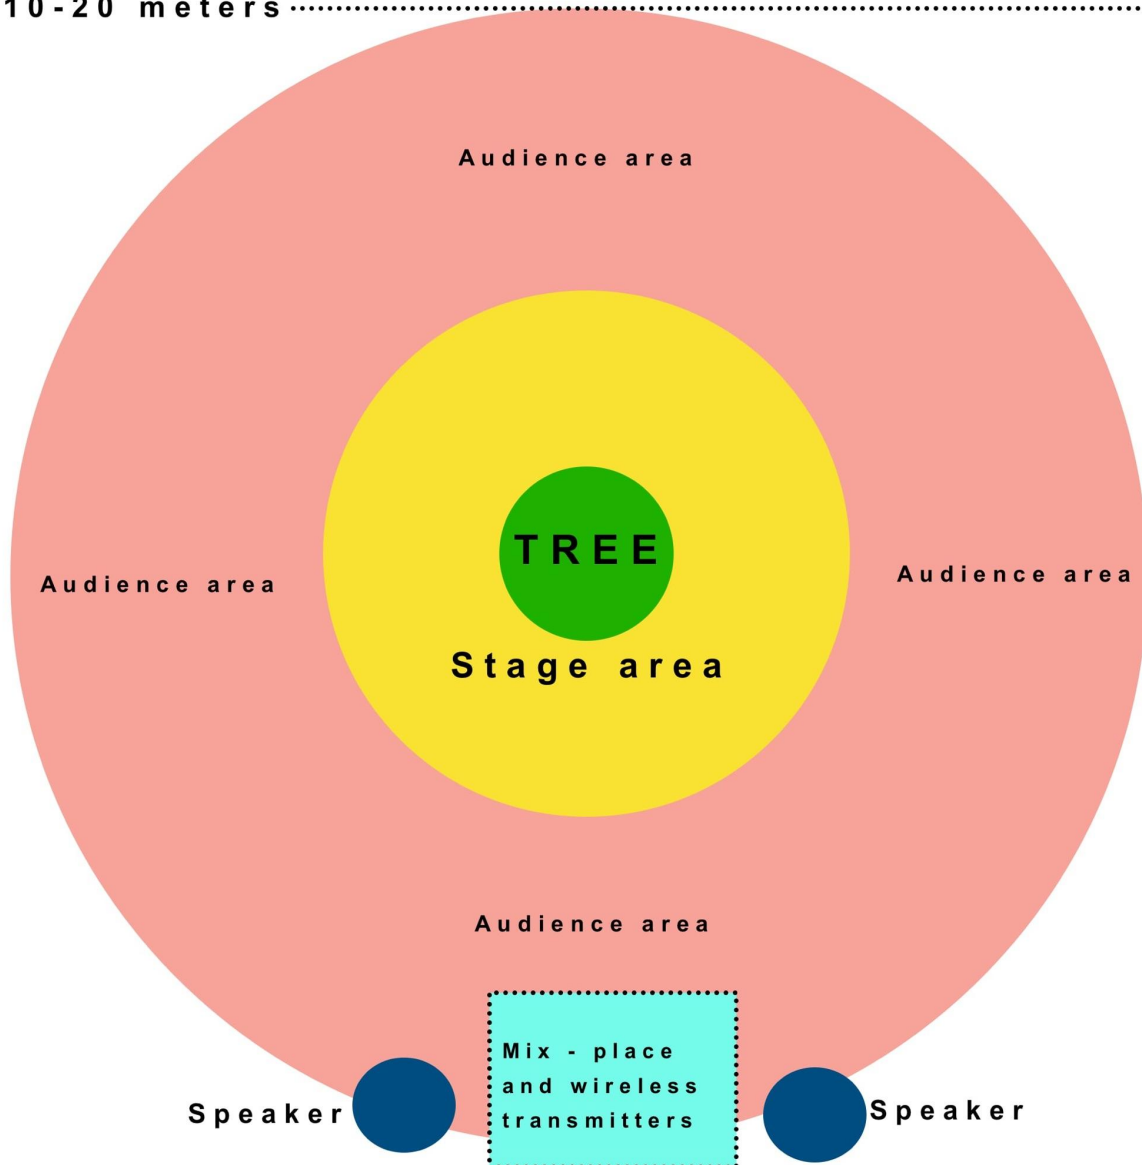 10-20 meters
Audience area
TREE
Audience area
Audience area
Stage area
Audience area
Mix - place
and wireless
transmitters
Speaker
Speaker